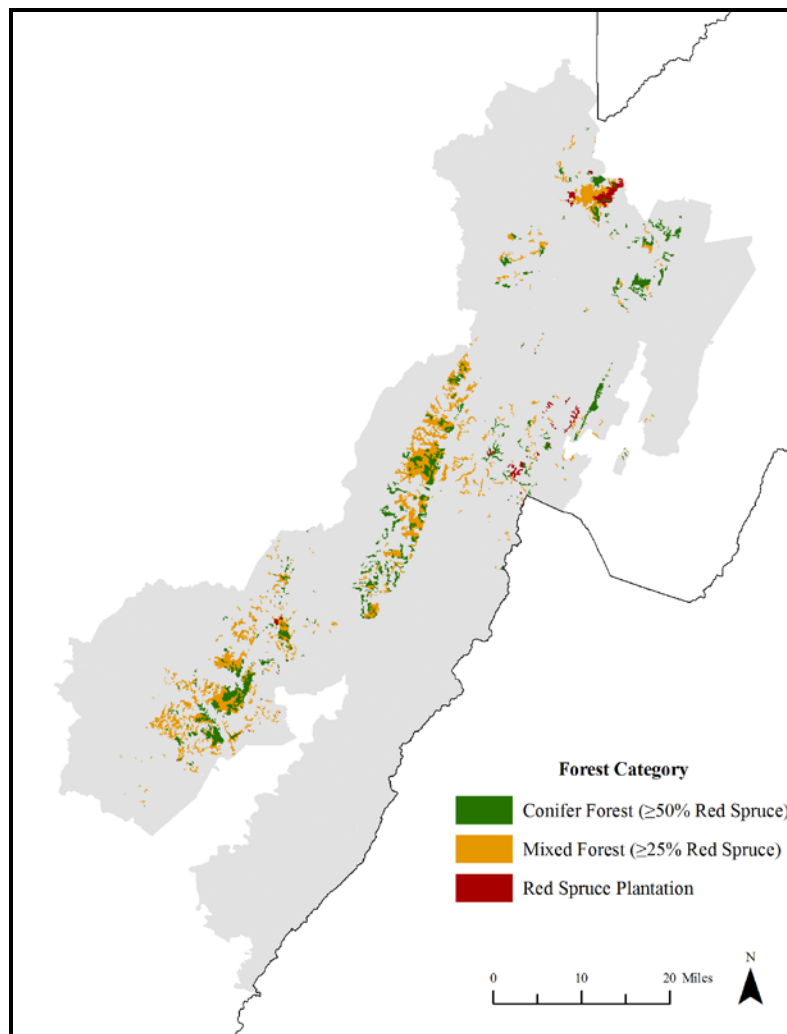 Forest Category
Conifer Forest (≥50% Red Spruce)
Mixed Forest (≥25% Red Spruce)
Red Spruce Plantation
N
0 10 20 Miles